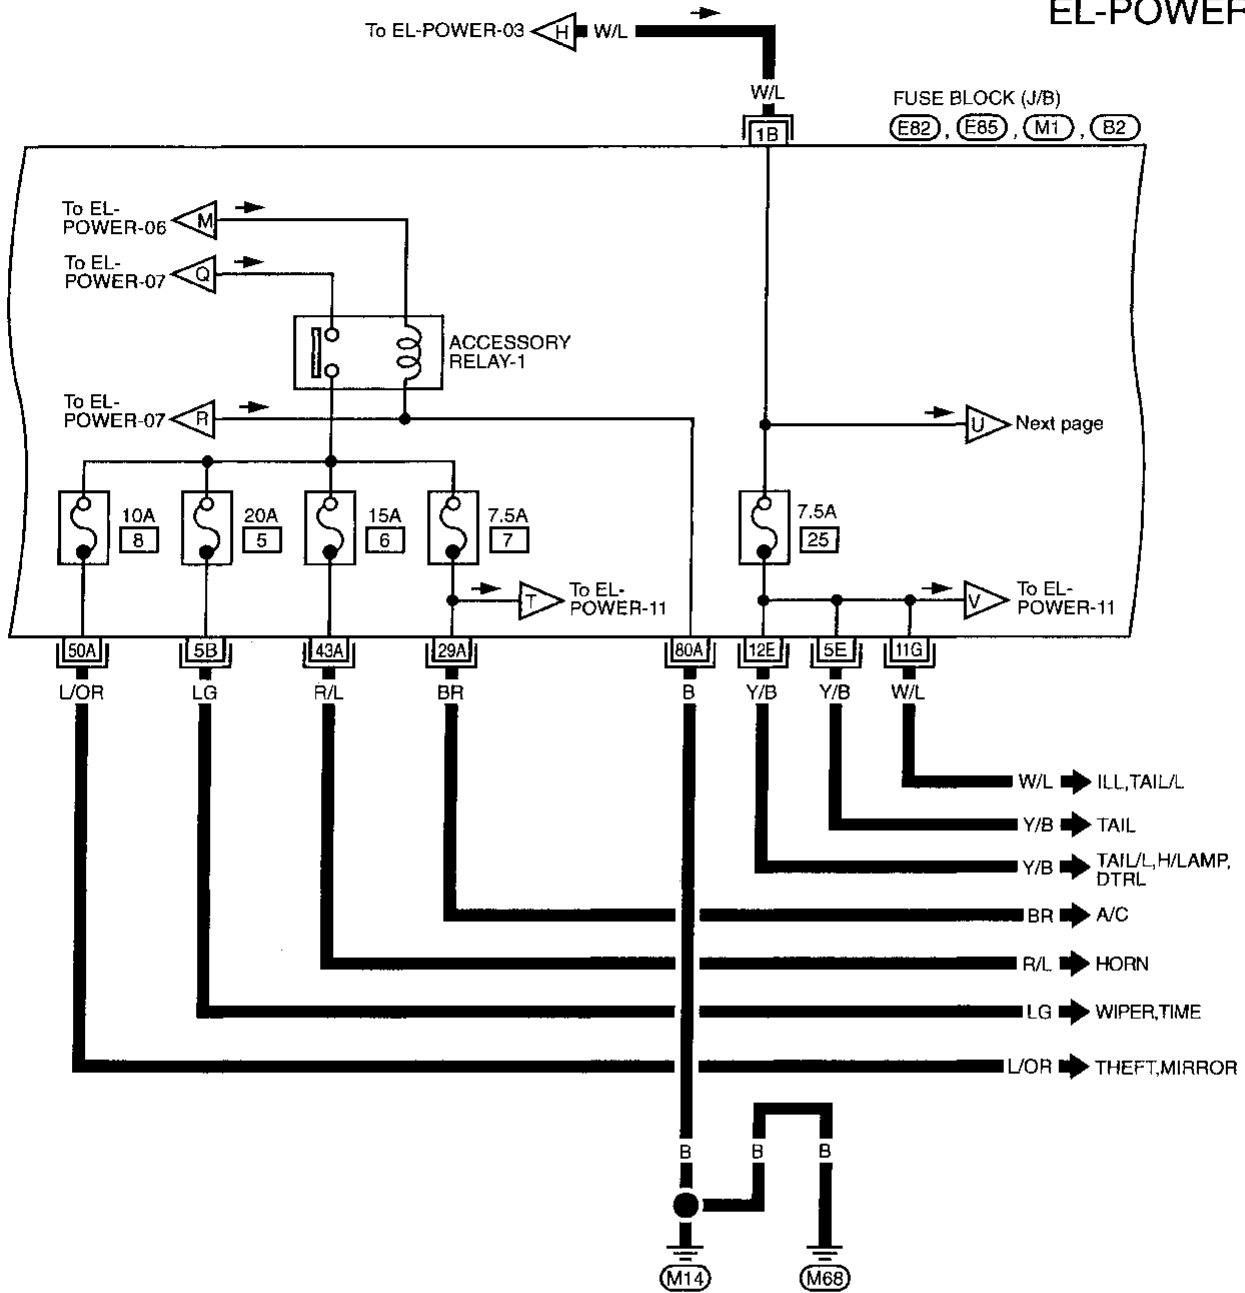 EL-POWER
To EL-POWER-03 H W/L
W/L
FUSE BLOCK (J/B)
1B
E82 , E85 , M1 , B2
To EL-
POWER-06 M
To EL-
POWER-07 Q
ACCESSORY
RELAY-1
To EL-
POWER-07 R
U Next page
10A 20A 15A 7.5A 7.5A
8 5 6 7 25
T To EL-
POWER-11
V To EL-
POWER-11
50A 5B 43A 29A 80A 12E 5E 11G
L/OR LG R/L BR B Y/B Y/B W/L
W/L ILL,TAIL/L
Y/B TAIL
Y/B TAIL/L,H/LAMP,
DTRL
BR A/C
R/L HORN
LG WIPER,TIME
L/OR THEFT,MIRROR
B B B
M14 M68